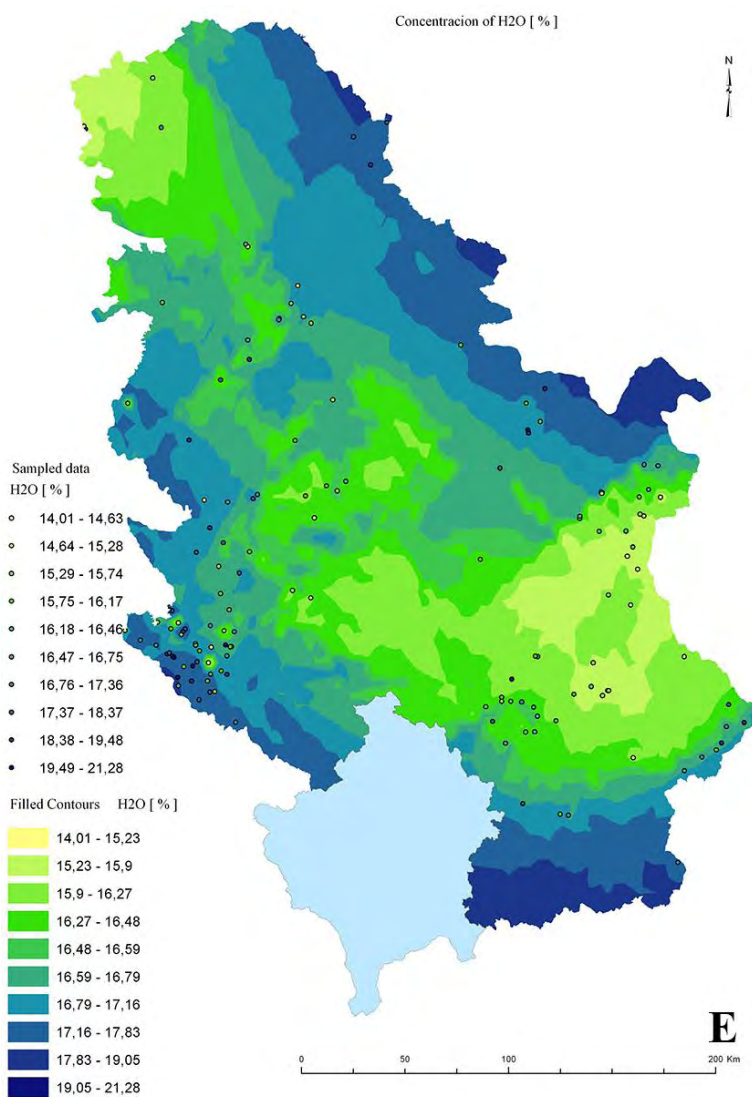 Concentracion of H2O [ % ]
N
Sampled data
H2O [ % ]
14,01 - 14,63
14,64 - 15,28
15,29 - 15,74
15,75 - 16,17
16,18 - 16,46
16,47 - 16,75
16,76 - 17,36
17,37 - 18,37
18,38 - 19,48
19,49 - 21,28
Filled Contours H2O [ % ]
14,01 - 15,23
15,23 - 15,9
15,9 - 16,27
16,27 - 16,48
16,48 - 16,59
16,59 - 16,79
16,79 - 17,16
17,16 - 17,83
17,83 - 19,05
19,05 - 21,28
E
0 50 100 200 Km